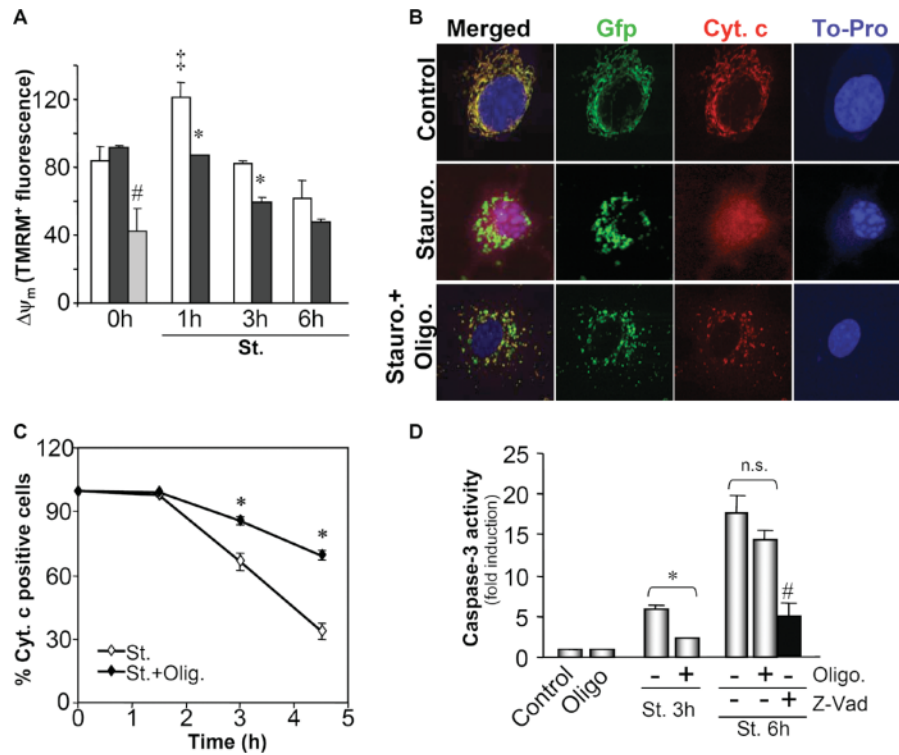 A
Δψm (TMRM+ fluorescence)
120
80
40
0
‡
*
*
#
0h 1h 3h 6h
St.
B
Merged Gfp Cyt. c To-Pro
Control
Stauro.
Stauro.+
Oligo.
C
% Cyt. c positive cells
120
90
60
30
0
*
*
St.
St.+Olig.
0 1 2 3 4 5
Time (h)
D
Caspase-3 activity
(fold induction)
25
20
15
10
5
0
n.s.
*
#
Control
Oligo
- + - + - Oligo.
- - + Z-Vad
St. 3h
St. 6h